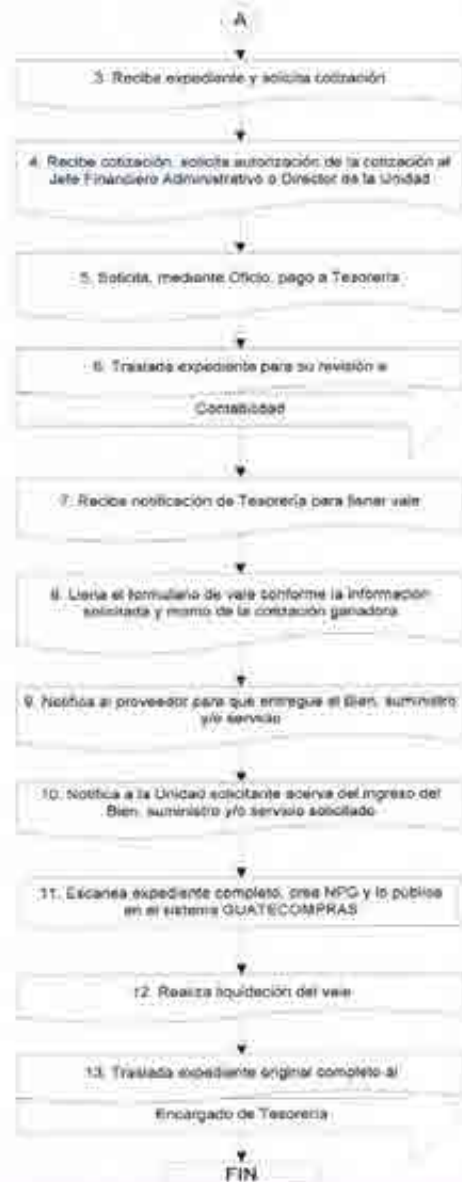 A
3. Recibe expediente y solicita cotización
4. Recibe cotización, solicita autorización de la cotización al
Jefe Financiero Administrativo o Director de la Unidad
5. Solicita, mediante Oficio, pago a Tesorería
6. Traslada expediente para su revisión a
Contabilidad
7. Recibe notificación de Tesorería para llenar vale
8. Llena el formulario de vale conforme la información
solicitada y monto de la cotización ganadora
9. Notifica al proveedor para que entregue el Bien, suministro
y/o servicio
10. Notifica a la Unidad solicitante acerva del ingreso del
Bien, suministro y/o servicio solicitado
11. Escanea expediente completo, crea NPG y lo publica
en el sistema GUATECOMPRAS
12. Realiza liquidación del vale
13. Traslada expediente original completo al
Encargado de Tesorería
FIN